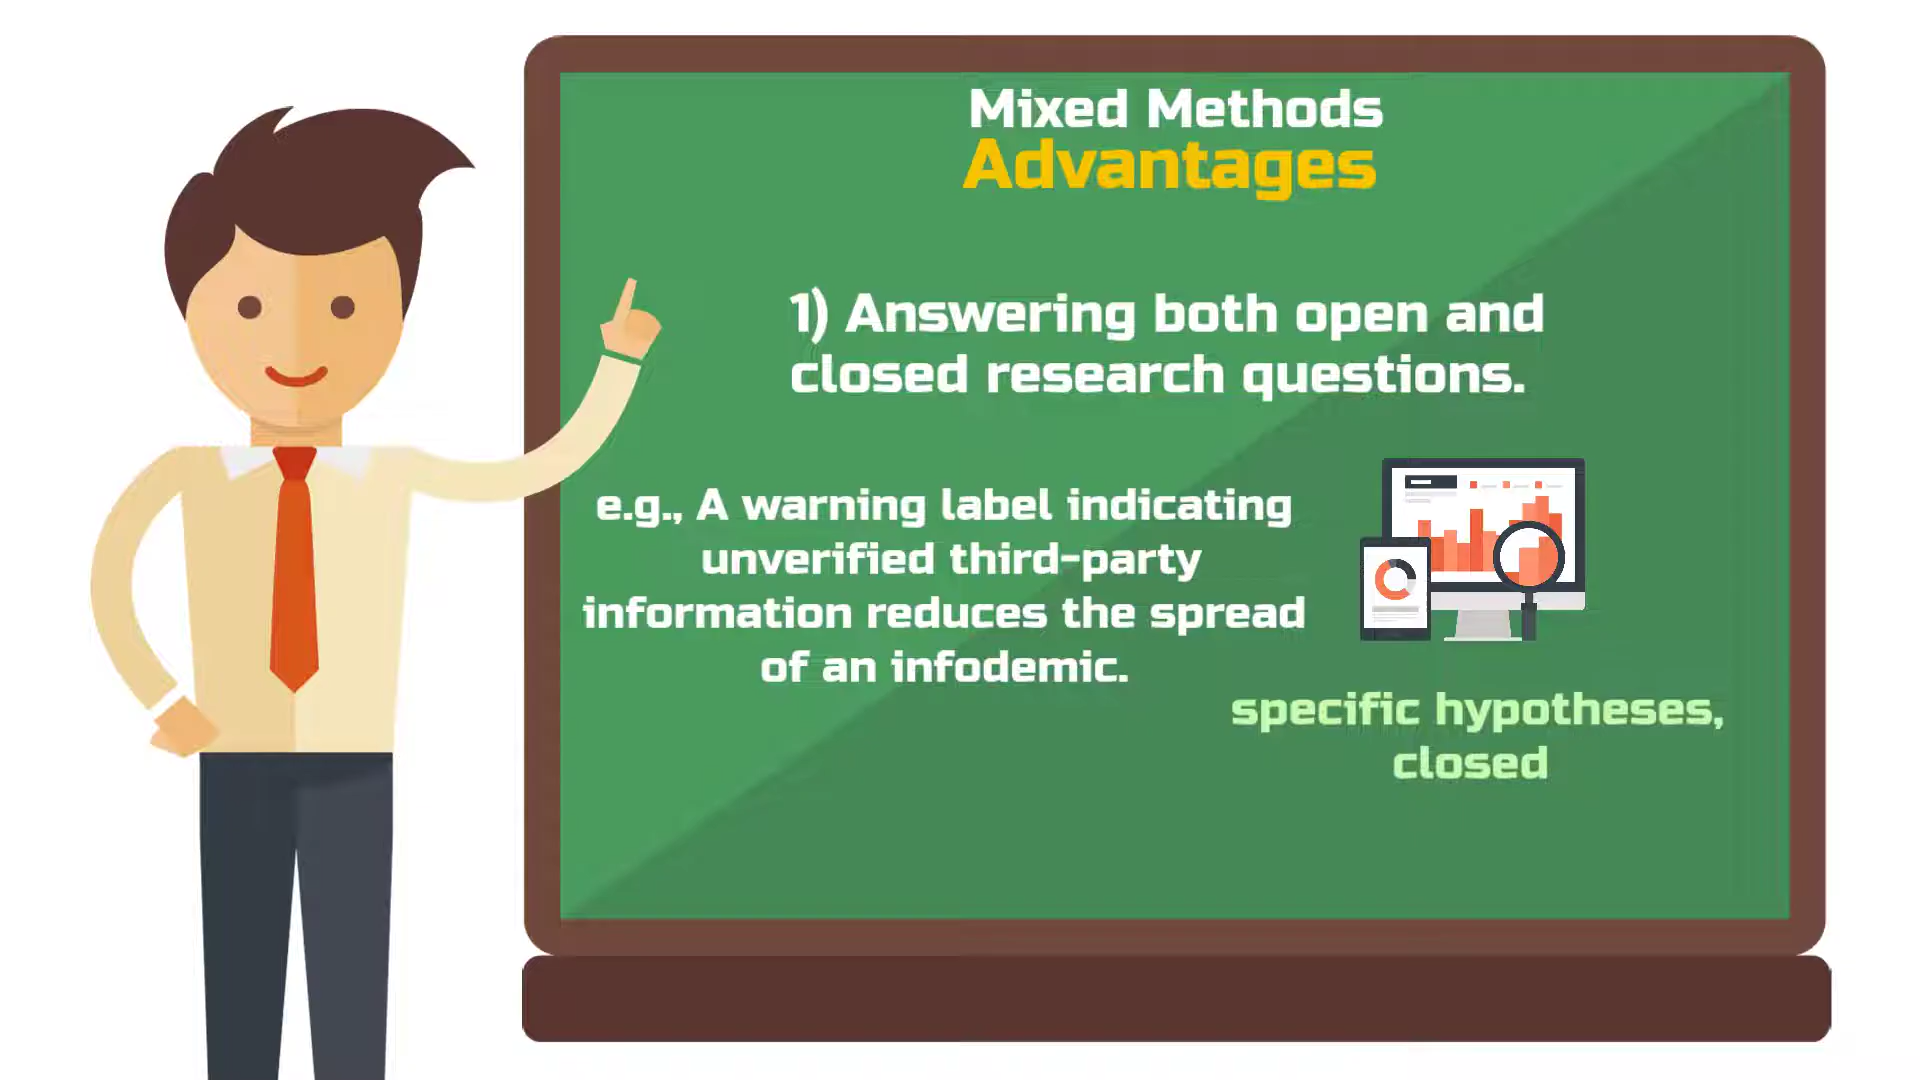 Mixed Methods
Advantages
1) Answering both open and
closed research questions.
e.g., A warning label indicating
unverified third-party
information reduces the spread
of an infodemic.
specific hypotheses,
closed